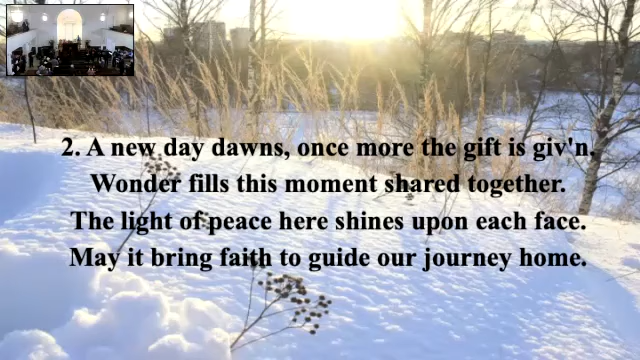 2. A new day dawns, once more the gift is giv'n.
Wonder fills this moment shared together.
The light of peace here shines upon each face.
May it bring faith to guide our journey home.